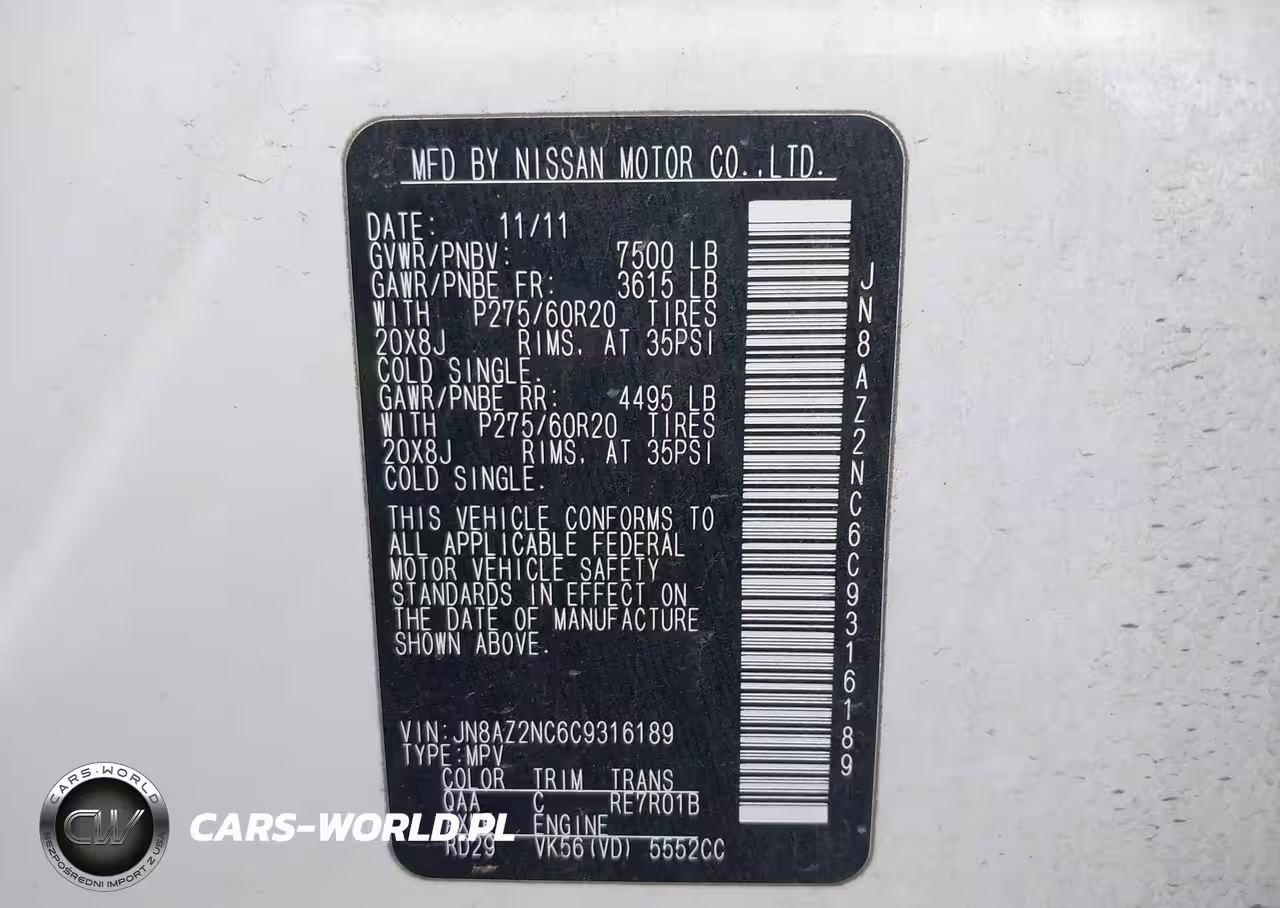 MFD BY NISSAN MOTOR CO.,LTD.
DATE: 11/11
GVWR/PNBV: 7500 LB
GAWR/PNBE FR: 3615 LB
WITH P275/60R20 TIRES
20X8J RIMS, AT 35PSI
COLD SINGLE.
GAWR/PNBE RR: 4495 LB
WITH P275/60R20 TIRES
20X8J RIMS, AT 35PSI
COLD SINGLE.
THIS VEHICLE CONFORMS TO
ALL APPLICABLE FEDERAL
MOTOR VEHICLE SAFETY
STANDARDS IN EFFECT ON
THE DATE OF MANUFACTURE
SHOWN ABOVE.
VIN:JN8AZ2NC6C9316189
TYPE:MPV
COLOR TRIM TRANS
QAA C RE7R01B
ENGINE
RD29 VK56(VD) 5552CC
JN8AZ2NC6C9316189
CARS-WORLD
CW
BEZPOŚREDNI IMPORT Z USA
CARS-WORLD.PL